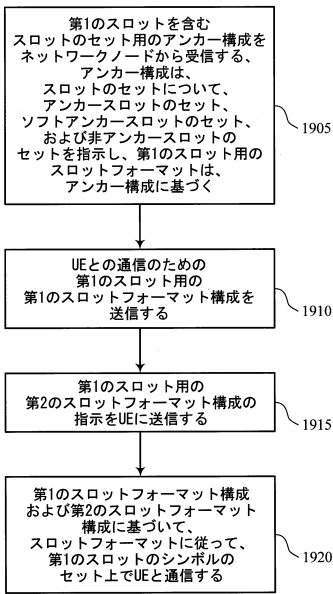 第1のスロットを含む
スロットのセット用のアンカー構成を
ネットワークノードから受信する、
アンカー構成は、
スロットのセットについて、
アンカースロットのセット、
ソフトアンカースロットのセット、
および非アンカースロットの
セットを指示し、第1のスロット用の
スロットフォーマットは、
アンカー構成に基づく
1905
UEとの通信のための
第1のスロット用の
第1のスロットフォーマット構成を
送信する
1910
第1のスロット用の
第2のスロットフォーマット構成の
指示をUEに送信する
1915
第1のスロットフォーマット構成
および第2のスロットフォーマット
構成に基づいて、
スロットフォーマットに従って、
第1のスロットのシンボルの
セット上でUEと通信する
1920